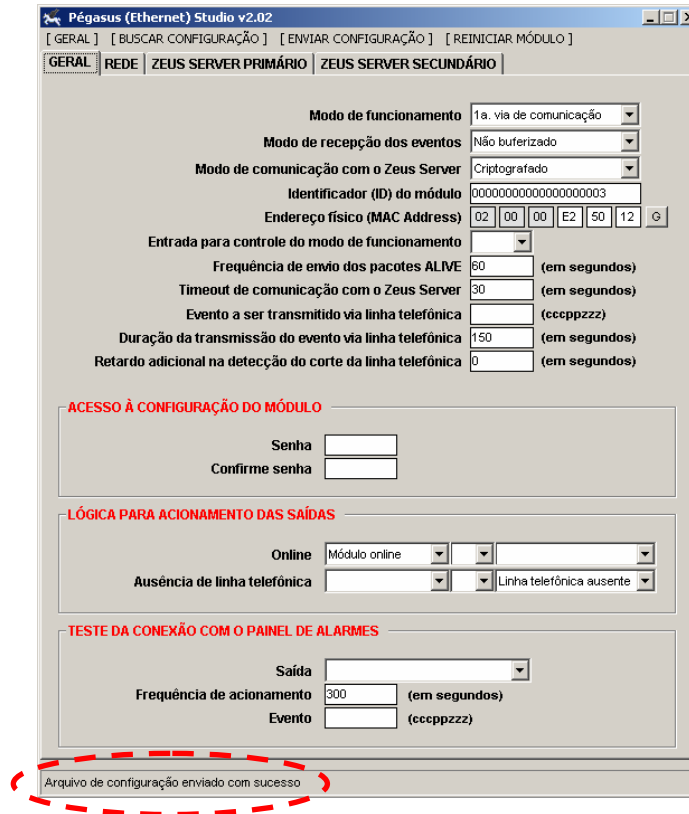 Pégasus (Ethernet) Studio v2.02
[ GERAL ] [ BUSCAR CONFIGURAÇÃO ] [ ENVIAR CONFIGURAÇÃO ] [ REINICIAR MÓDULO ]
GERAL REDE ZEUS SERVER PRIMÁRIO ZEUS SERVER SECUNDÁRIO
Modo de funcionamento 1a. via de comunicação
Modo de recepção dos eventos Não buferizado
Modo de comunicação com o Zeus Server Criptografado
Identificador (ID) do módulo 00000000000000000003
Endereço físico (MAC Address) 02 00 00 E2 50 12 G
Entrada para controle do modo de funcionamento
Frequência de envio dos pacotes ALIVE 60 (em segundos)
Timeout de comunicação com o Zeus Server 30 (em segundos)
Evento a ser transmitido via linha telefônica (cccppzzz)
Duração da transmissão do evento via linha telefônica 150 (em segundos)
Retardo adicional na detecção do corte da linha telefônica 0 (em segundos)
ACESSO À CONFIGURAÇÃO DO MÓDULO
Senha
Confirme senha
LÓGICA PARA ACIONAMENTO DAS SAÍDAS
Online Módulo online
Ausência de linha telefônica Linha telefônica ausente
TESTE DA CONEXÃO COM O PAINEL DE ALARMES
Saída
Frequência de acionamento 300 (em segundos)
Evento (cccppzzz)
Arquivo de configuração enviado com sucesso